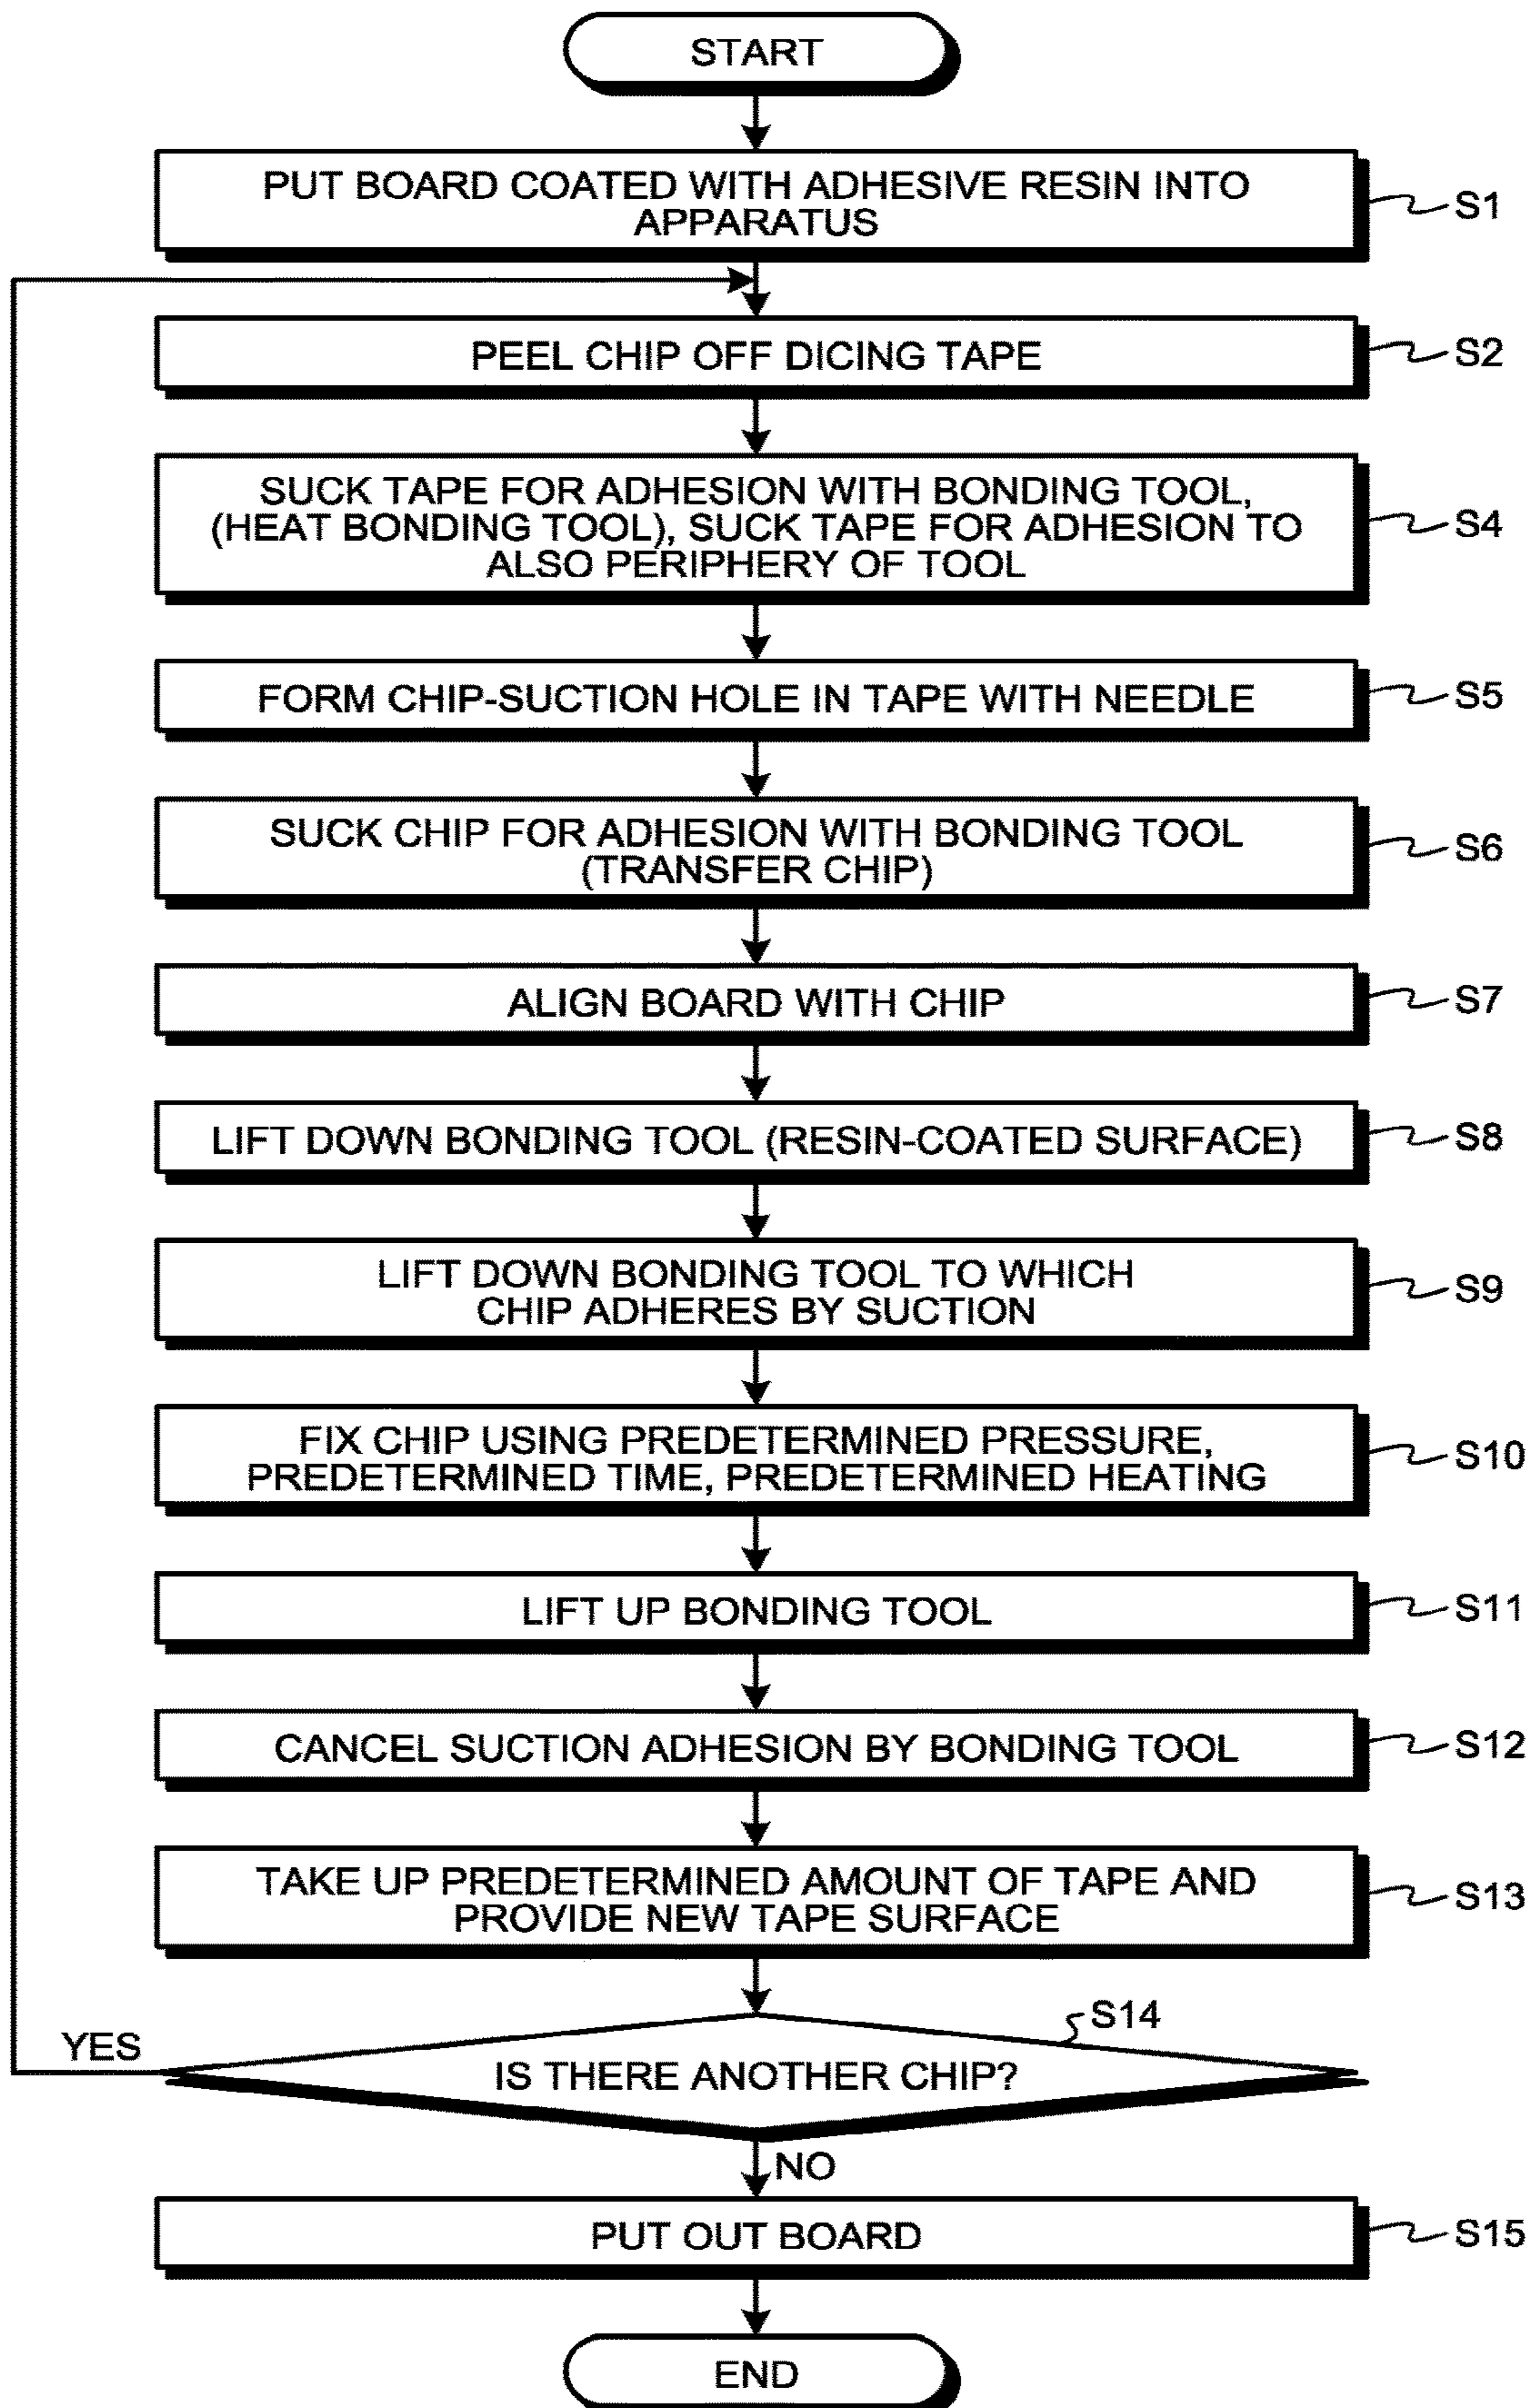 START
PUT BOARD COATED WITH ADHESIVE RESIN INTO
APPARATUS
S1
PEEL CHIP OFF DICING TAPE
S2
SUCK TAPE FOR ADHESION WITH BONDING TOOL,
(HEAT BONDING TOOL), SUCK TAPE FOR ADHESION TO
ALSO PERIPHERY OF TOOL
S4
FORM CHIP-SUCTION HOLE IN TAPE WITH NEEDLE
S5
SUCK CHIP FOR ADHESION WITH BONDING TOOL
(TRANSFER CHIP)
S6
ALIGN BOARD WITH CHIP
S7
LIFT DOWN BONDING TOOL (RESIN-COATED SURFACE)
S8
LIFT DOWN BONDING TOOL TO WHICH
CHIP ADHERES BY SUCTION
S9
FIX CHIP USING PREDETERMINED PRESSURE,
PREDETERMINED TIME, PREDETERMINED HEATING
S10
LIFT UP BONDING TOOL
S11
CANCEL SUCTION ADHESION BY BONDING TOOL
S12
TAKE UP PREDETERMINED AMOUNT OF TAPE AND
PROVIDE NEW TAPE SURFACE
S13
S14
YES
IS THERE ANOTHER CHIP?
NO
PUT OUT BOARD
S15
END